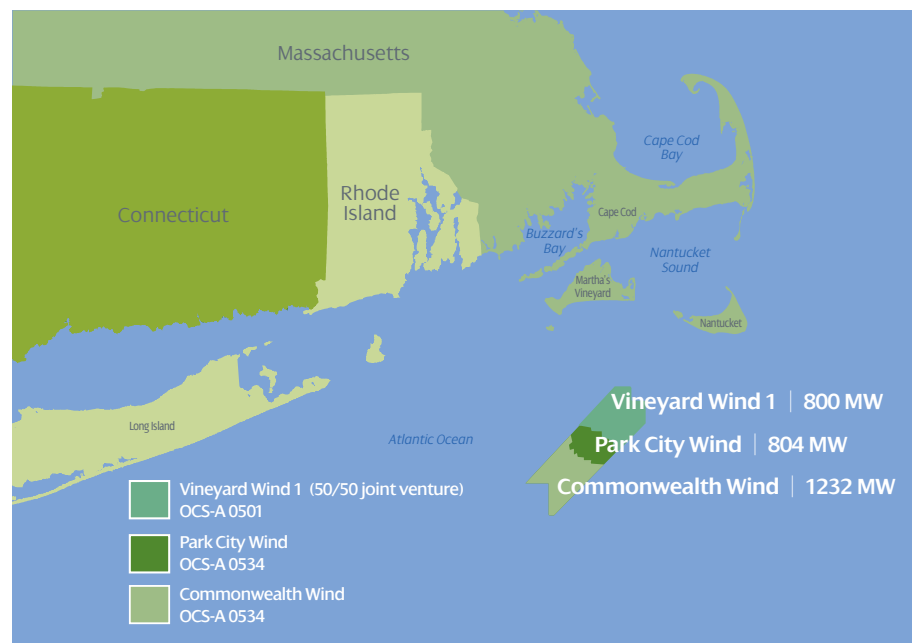 Massachusetts
Cape Cod
Bay
Rhode
Island
Connecticut
Cape Cod
Buzzard's
Bay
Nantucket
Sound
Martha's
Vineyard
Nantucket
Vineyard Wind 1 | 800 MW
Long Island
Atlantic Ocean
Park City Wind | 804 MW
Commonwealth Wind | 1232 MW
Vineyard Wind 1 (50/50 joint venture)
OCS-A 0501
Park City Wind
OCS-A 0534
Commonwealth Wind
OCS-A 0534